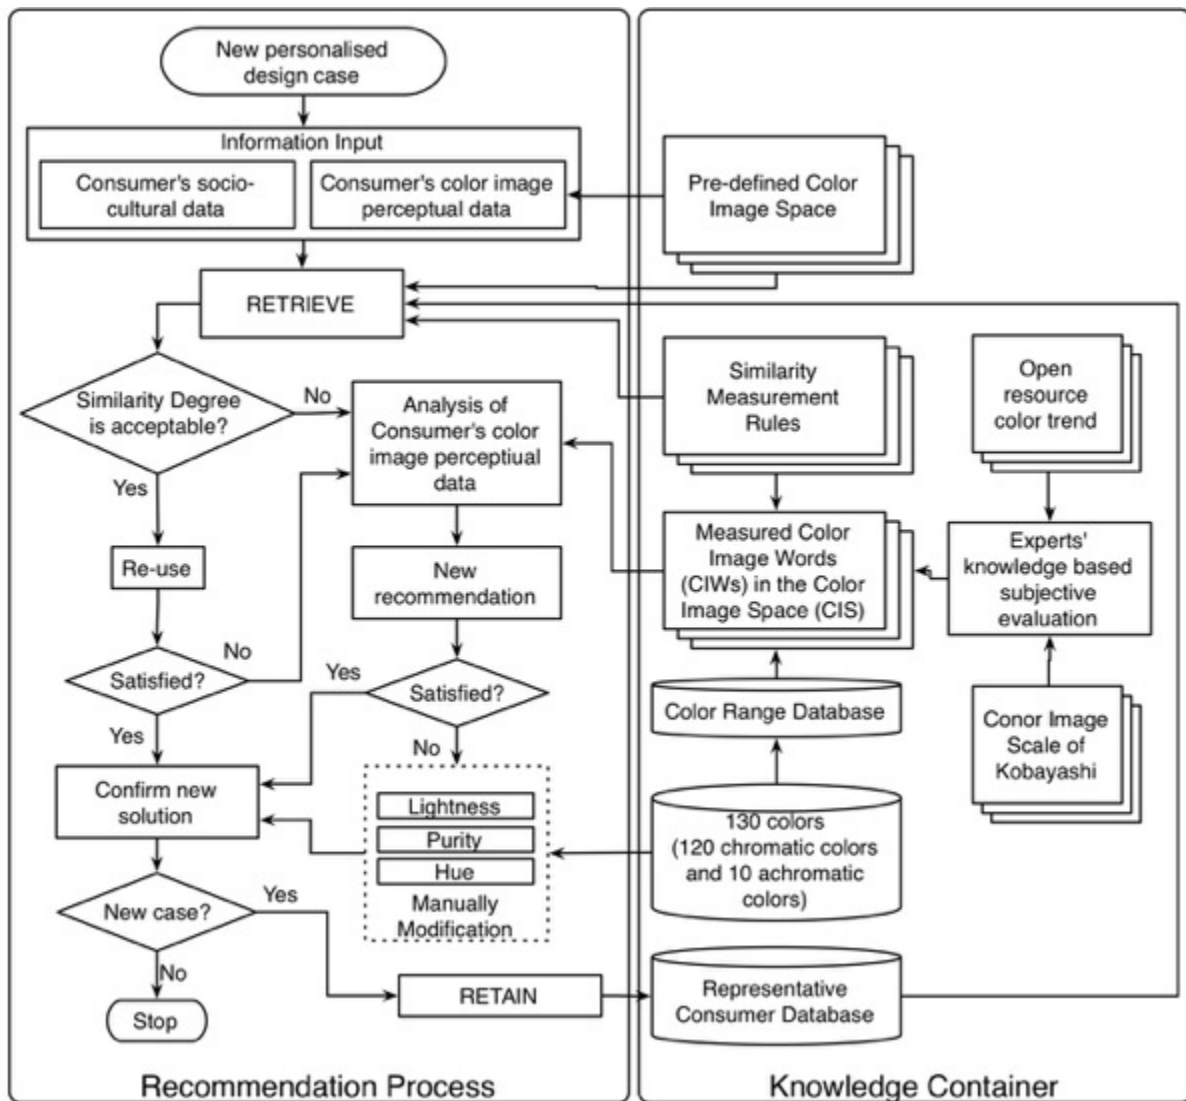 New personalised
design case
Information Input
Consumer's socio-
cultural data
Consumer's color image
perceptual data
RETRIEVE
Similarity Degree
is acceptable?
No
Yes
Analysis of
Consumer's color
image perceptiual
data
Re-use
New
recommendation
No
Satisfied?
Yes
Yes
Satisfied?
No
Confirm new
solution
Lightness
Purity
Hue
Manually
Modification
New case?
Yes
No
Stop
RETAIN
Recommendation Process
Pre-defined Color
Image Space
Similarity
Measurement
Rules
Open
resource
color trend
Measured Color
Image Words
(CIWs) in the Color
Image Space (CIS)
Experts'
knowledge based
subjective
evaluation
Color Range Database
Conor Image
Scale of
Kobayashi
130 colors
(120 chromatic colors
and 10 achromatic
colors)
Representative
Consumer Database
Knowledge Container